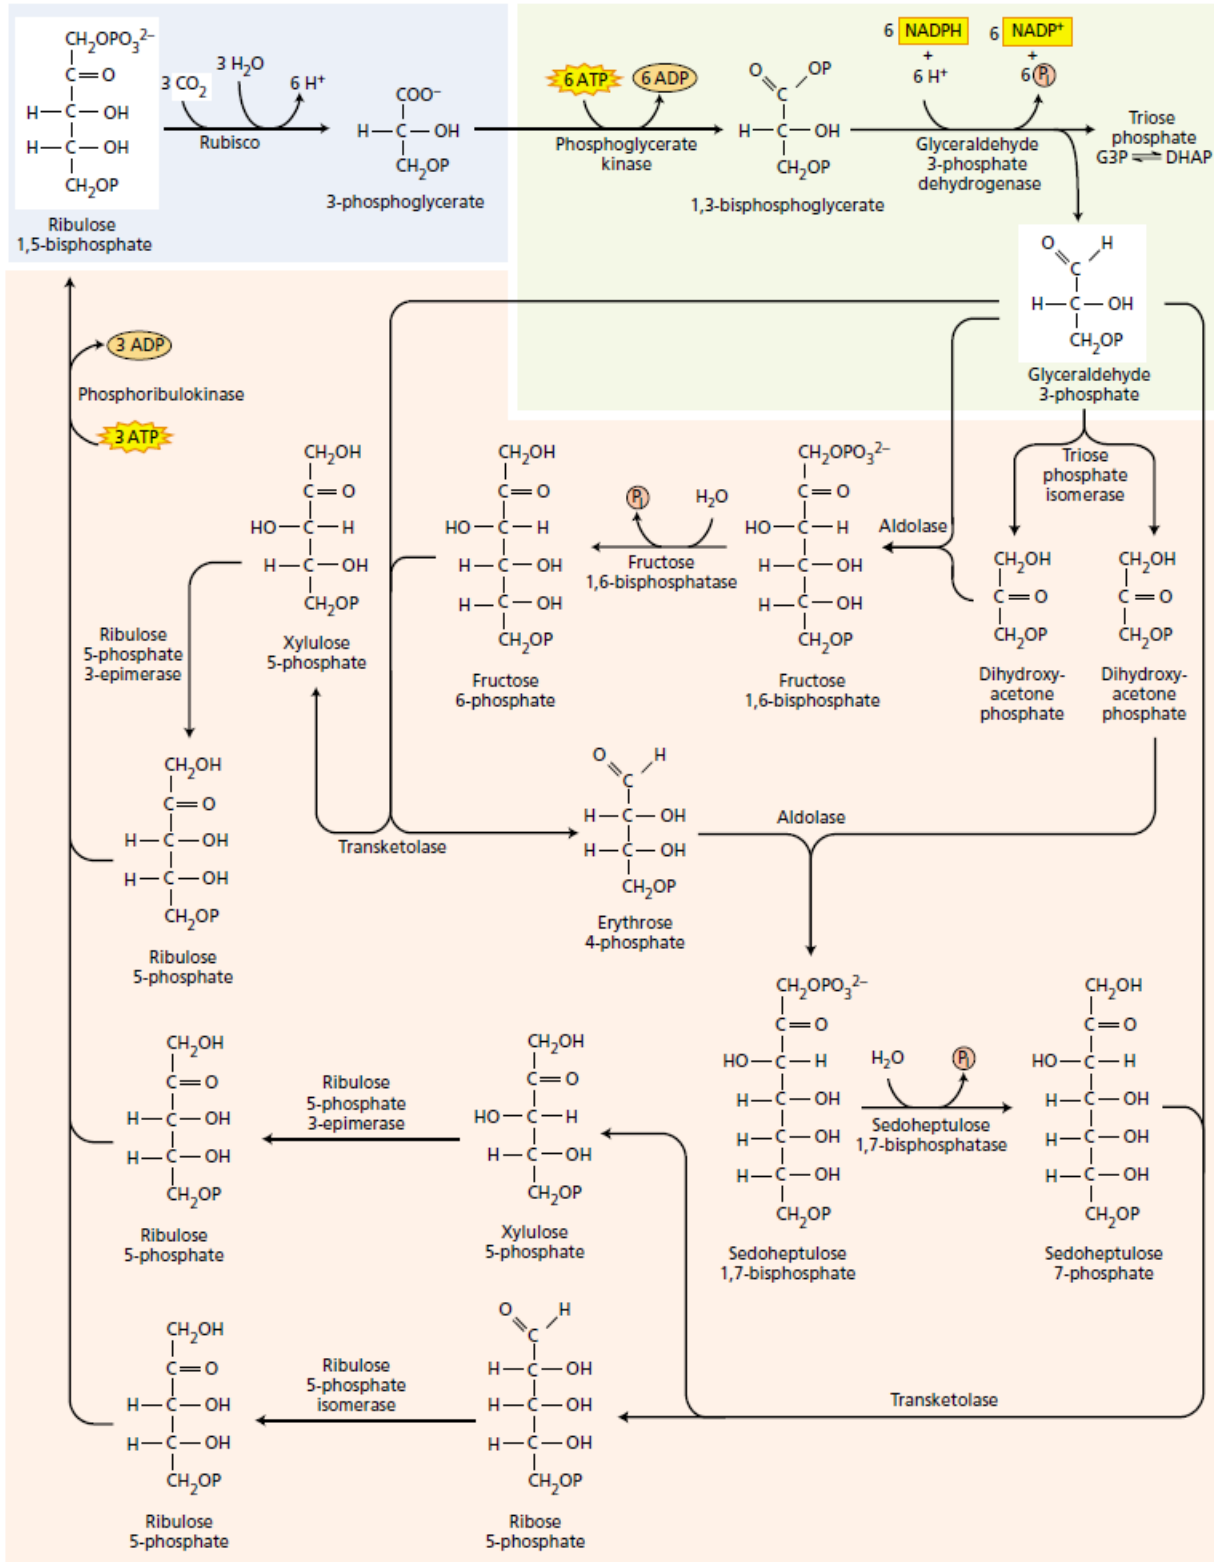 CH₂OPO₃²⁻
C=O
H—C—OH
H—C—OH
CH₂OP
Ribulose
1,5-bisphosphate
3 CO₂
3 H₂O
6 H⁺
Rubisco
COO⁻
H—C—OH
CH₂OP
3-phosphoglycerate
6 ATP
6 ADP
Phosphoglycerate
kinase
O
OP
C
H—C—OH
CH₂OP
1,3-bisphosphoglycerate
6 NADPH
+
6 H⁺
6 NADP⁺
+
6 Pᵢ
Glyceraldehyde
3-phosphate
dehydrogenase
Triose
phosphate
G3P ⇌ DHAP
O
H
C
H—C—OH
CH₂OP
Glyceraldehyde
3-phosphate
3 ADP
Phosphoribulokinase
3 ATP
Triose
phosphate
isomerase
CH₂OH
C=O
HO—C—H
H—C—OH
CH₂OP
Xylulose
5-phosphate
CH₂OH
C=O
HO—C—H
H—C—OH
H—C—OH
CH₂OP
Fructose
6-phosphate
Pᵢ
H₂O
Fructose
1,6-bisphosphatase
CH₂OPO₃²⁻
C=O
HO—C—H
H—C—OH
H—C—OH
CH₂OP
Fructose
1,6-bisphosphate
Aldolase
CH₂OH
C=O
CH₂OP
Dihydroxy-
acetone
phosphate
CH₂OH
C=O
CH₂OP
Dihydroxy-
acetone
phosphate
Ribulose
5-phosphate
3-epimerase
CH₂OH
C=O
H—C—OH
H—C—OH
CH₂OP
Ribulose
5-phosphate
Transketolase
O
H
C
H—C—OH
H—C—OH
CH₂OP
Erythrose
4-phosphate
Aldolase
CH₂OPO₃²⁻
C=O
HO—C—H
H—C—OH
H—C—OH
H—C—OH
CH₂OP
Sedoheptulose
1,7-bisphosphate
H₂O
Pᵢ
Sedoheptulose
1,7-bisphosphatase
CH₂OH
C=O
HO—C—H
H—C—OH
H—C—OH
H—C—OH
CH₂OP
Sedoheptulose
7-phosphate
CH₂OH
C=O
H—C—OH
H—C—OH
CH₂OP
Ribulose
5-phosphate
Ribulose
5-phosphate
3-epimerase
CH₂OH
C=O
HO—C—H
H—C—OH
CH₂OP
Xylulose
5-phosphate
Transketolase
CH₂OH
C=O
H—C—OH
H—C—OH
CH₂OP
Ribulose
5-phosphate
Ribulose
5-phosphate
isomerase
O
H
C
H—C—OH
H—C—OH
H—C—OH
CH₂OP
Ribose
5-phosphate